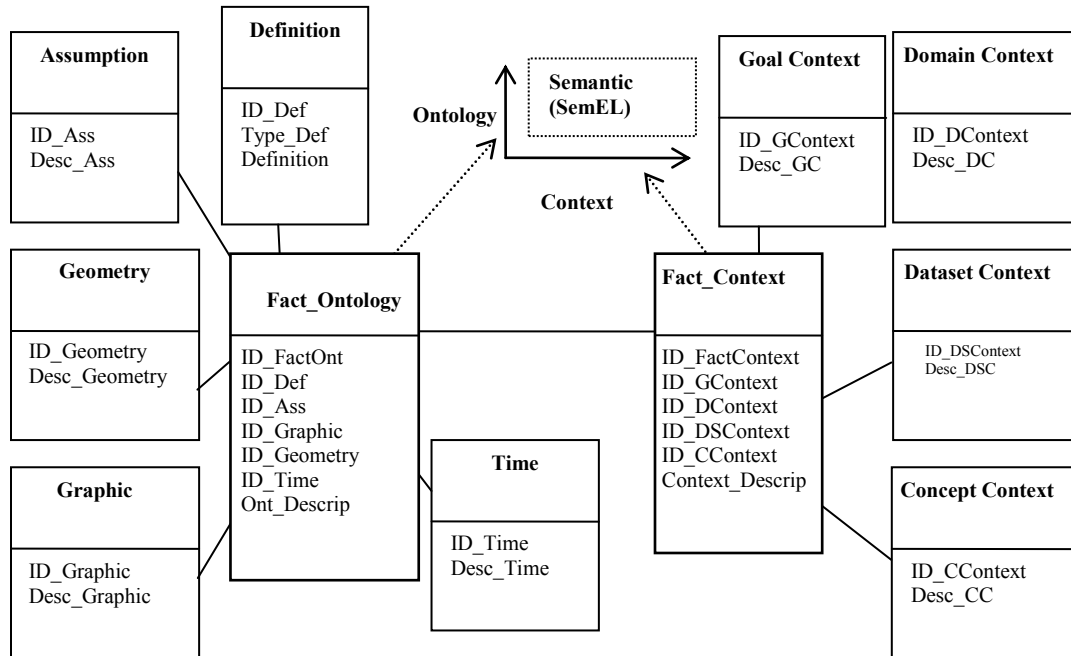 Assumption
ID_Ass
Desc_Ass
Definition
ID_Def
Type_Def
Definition
Ontology
Semantic
(SemEL)
Context
Goal Context
ID_GContext
Desc_GC
Domain Context
ID_DContext
Desc_DC
Geometry
ID_Geometry
Desc_Geometry
Fact_Ontology
ID_FactOnt
ID_Def
ID_Ass
ID_Graphic
ID_Geometry
ID_Time
Ont_Descrip
Fact_Context
ID_FactContext
ID_GContext
ID_DContext
ID_DSContext
ID_CContext
Context_Descrip
Dataset Context
ID_DSContext
Desc_DSC
Graphic
ID_Graphic
Desc_Graphic
Time
ID_Time
Desc_Time
Concept Context
ID_CContext
Desc_CC